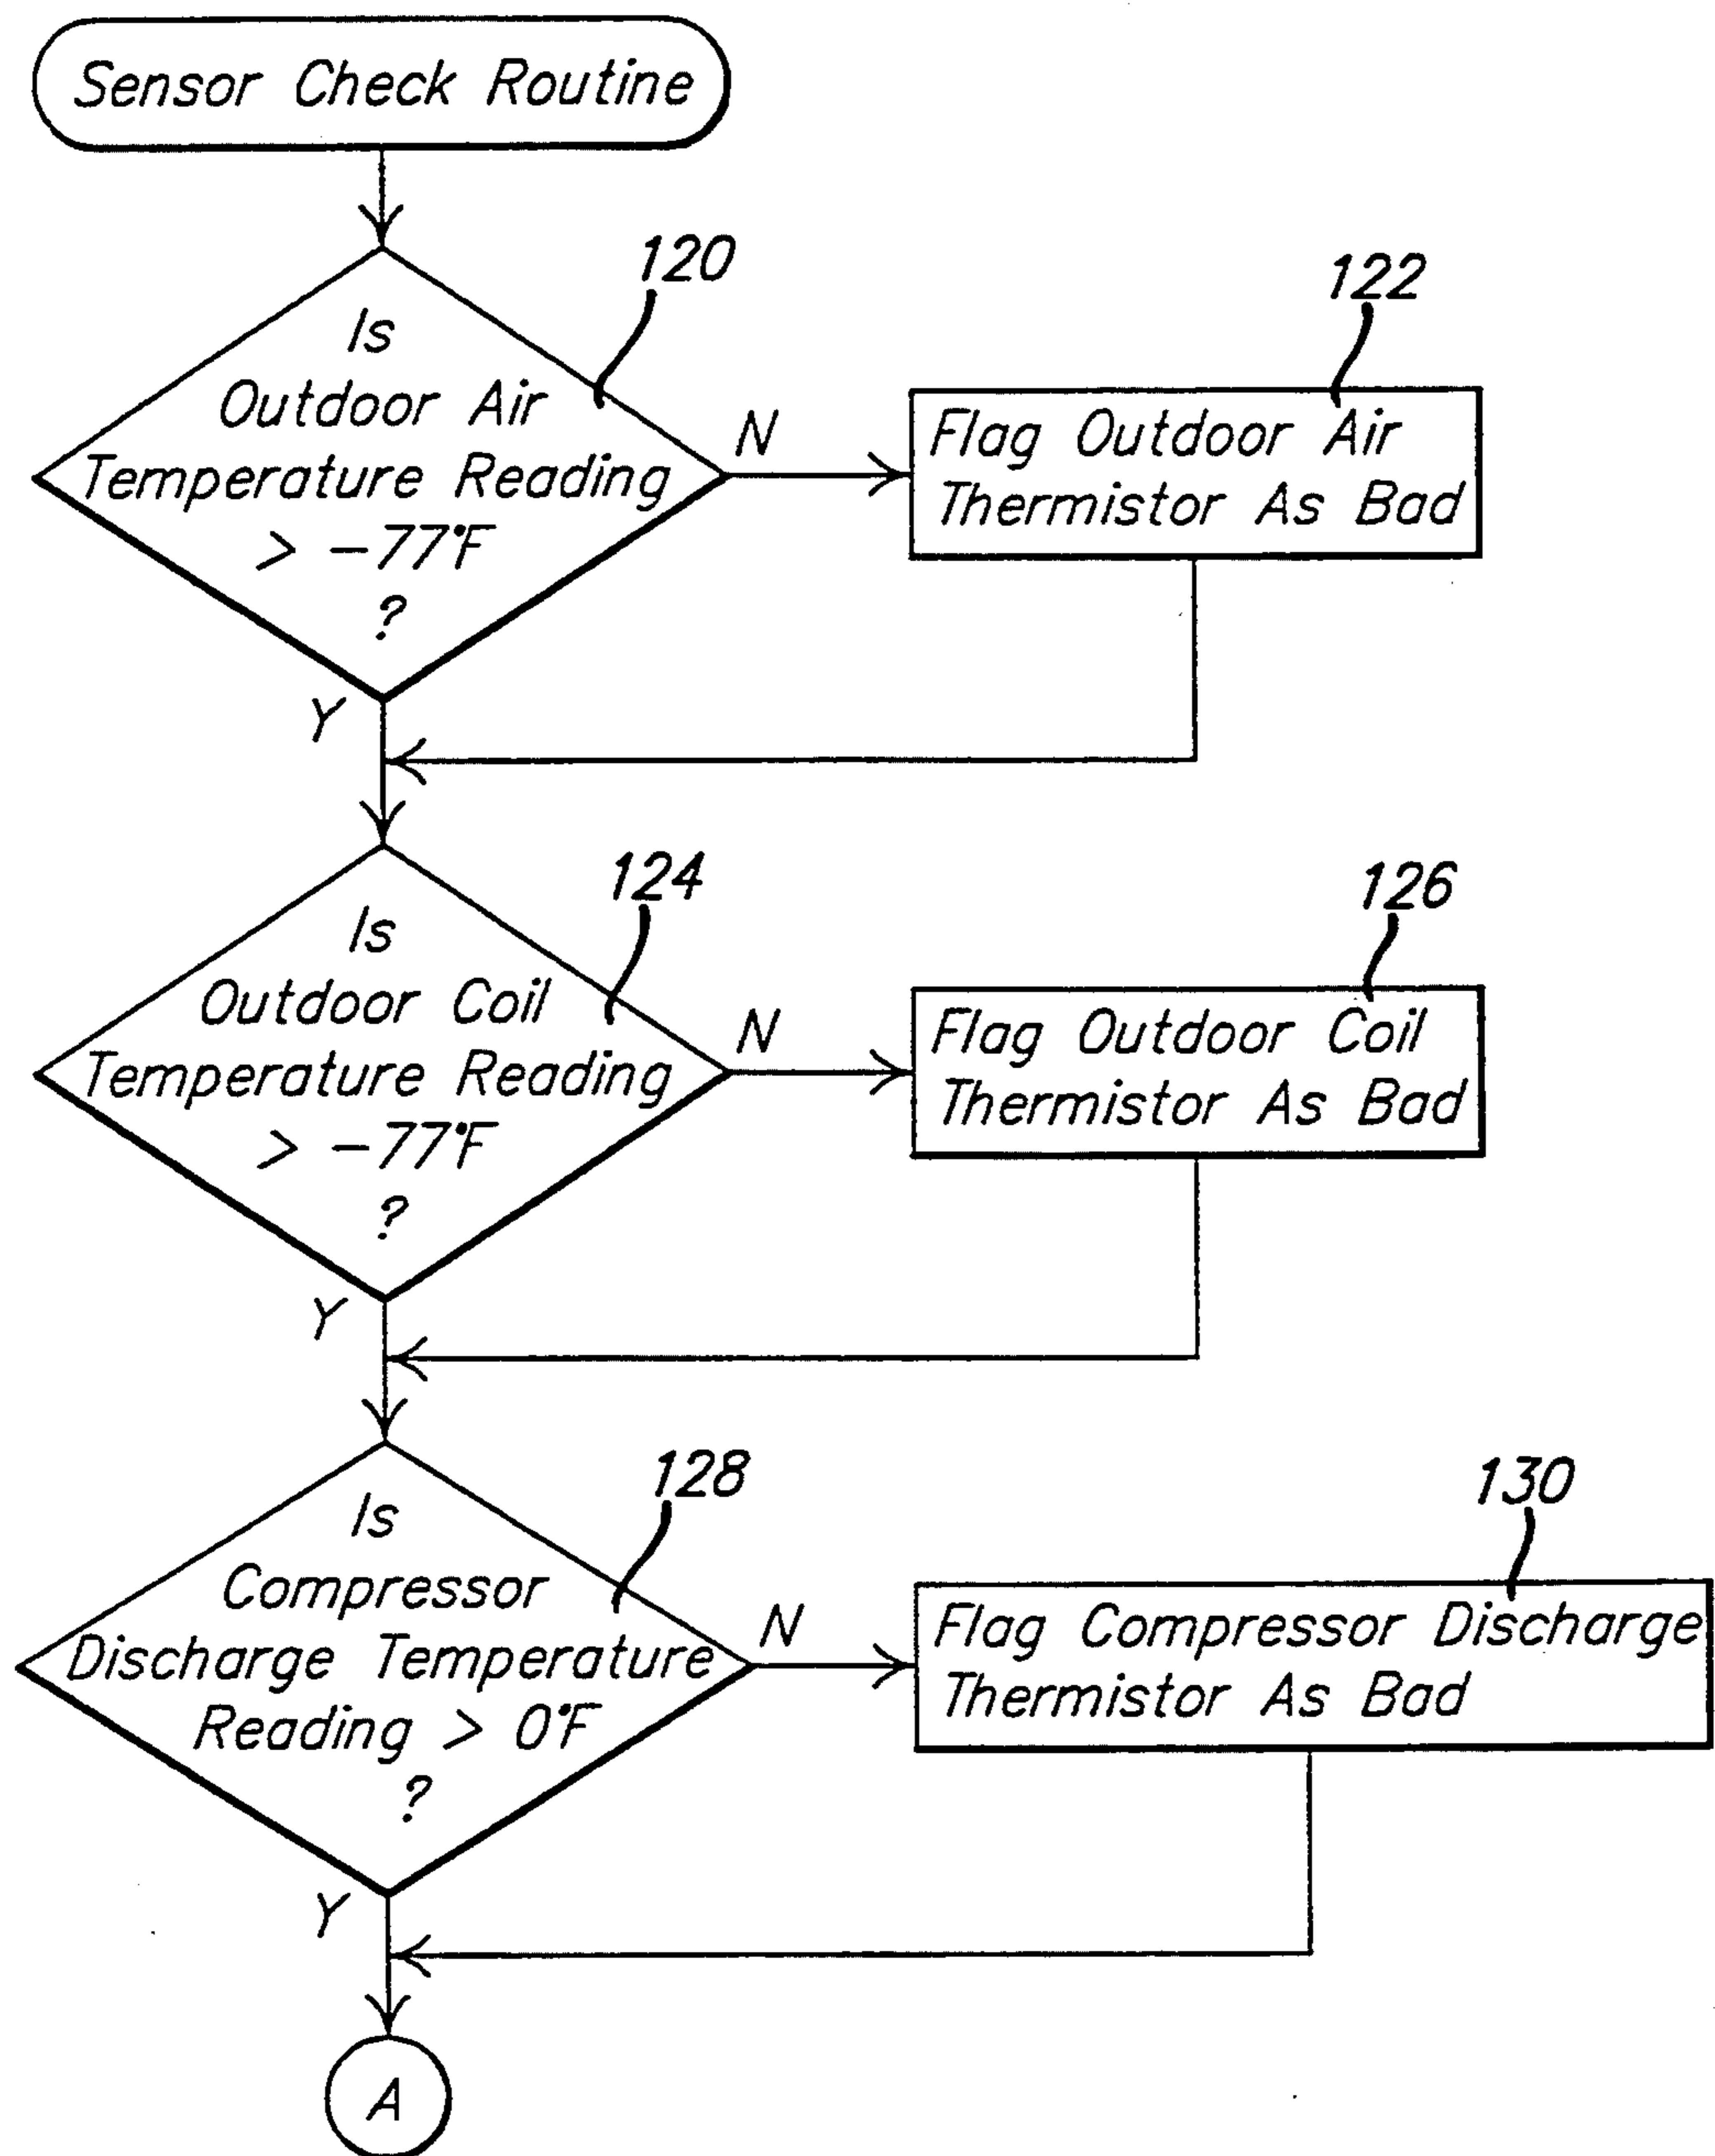 Sensor Check Routine
120
Is
Outdoor Air
Temperature Reading
> −77°F
?
N
Y
122
Flag Outdoor Air
Thermistor As Bad
124
Is
Outdoor Coil
Temperature Reading
> −77°F
?
N
Y
126
Flag Outdoor Coil
Thermistor As Bad
128
Is
Compressor
Discharge Temperature
Reading > 0°F
?
N
Y
130
Flag Compressor Discharge
Thermistor As Bad
A